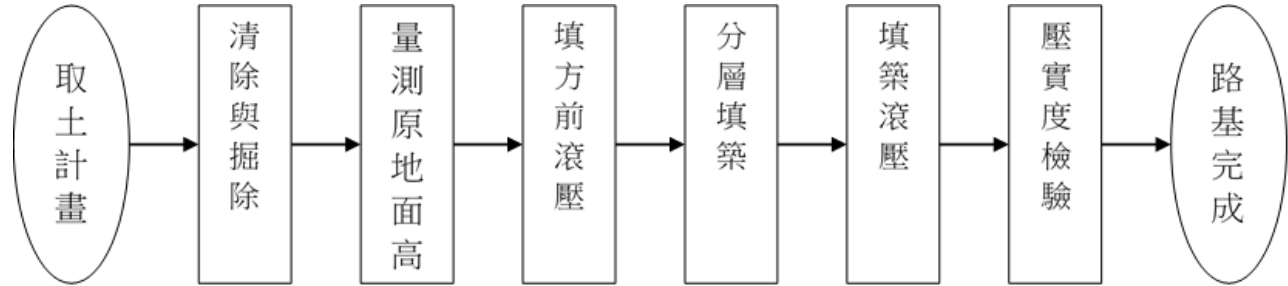 取土計畫
清除與掘除
量測原地面高
填方前滾壓
分層填築
填築滾壓
壓實度檢驗
路基完成